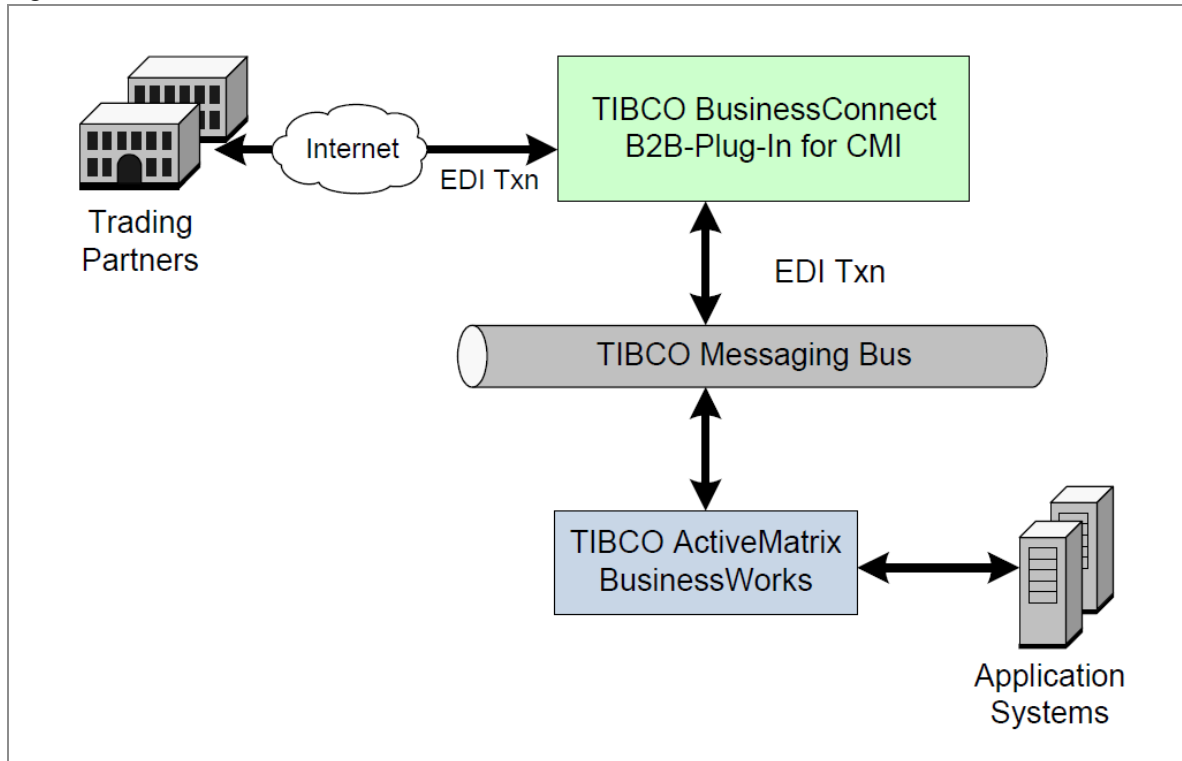 TIBCO BusinessConnect
B2B-Plug-In for CMI
Internet
EDI Txn
Trading
Partners
EDI Txn
TIBCO Messaging Bus
TIBCO ActiveMatrix
BusinessWorks
Application
Systems